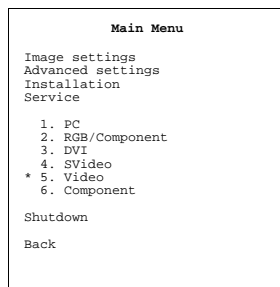 Main Menu
Image settings
Advanced settings
Installation
Service
1. PC
2. RGB/Component
3. DVI
4. SVideo
* 5. Video
6. Component
Shutdown
Back